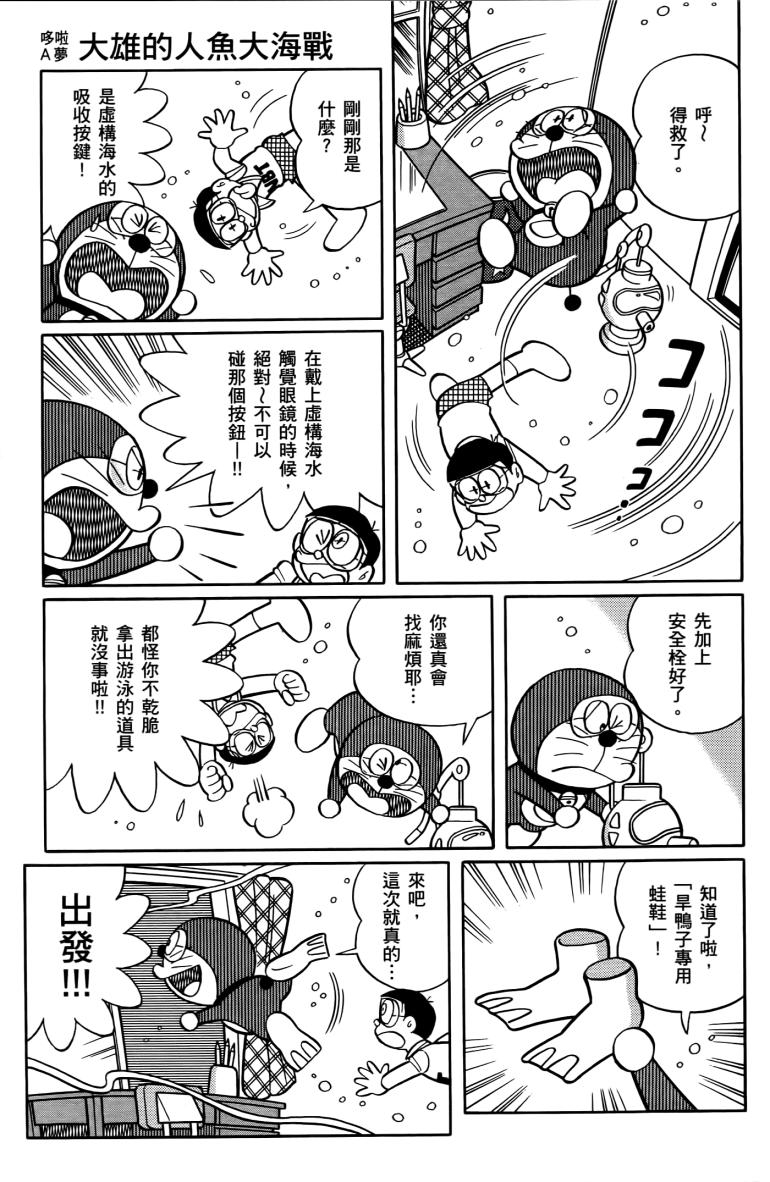 哆啦
A夢
大雄的人魚大海戰
呼~
得救了。
コココ...
剛剛那是
什麼?
是虛構海水的
吸收按鍵!
在戴上虛構海水
觸覺眼鏡的時候,
絕對~不可以
碰那個按鈕—!!
先加上
安全栓好了。
你還真會
找麻煩耶…
都怪你不乾脆
拿出游泳的道具
就沒事啦!!
知道了啦,
「旱鴨子專用
蛙鞋」!
來吧,
這次就真的…
出發!!!